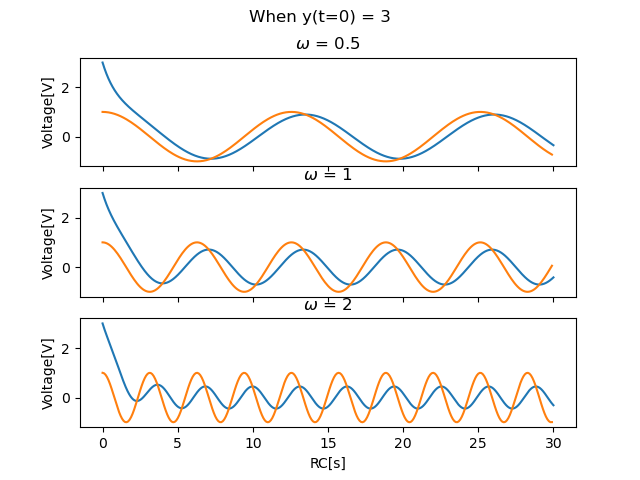 When y(t=0) = 3
ω = 0.5
Voltage[V]
2
0
ω = 1
Voltage[V]
2
0
ω = 2
Voltage[V]
2
0
0 5 10 15 20 25 30
RC[s]